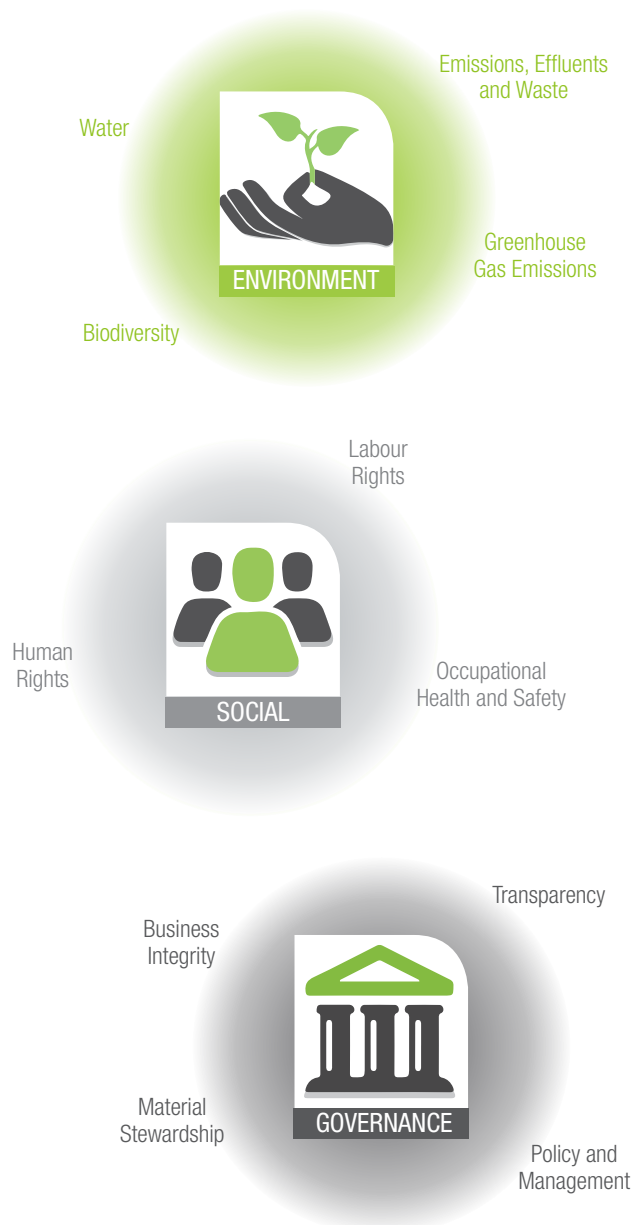 Emissions, Effluents
and Waste
Water
Greenhouse
Gas Emissions
ENVIRONMENT
Biodiversity
Labour
Rights
Human
Rights
Occupational
Health and Safety
SOCIAL
Transparency
Business
Integrity
Material
Stewardship
GOVERNANCE
Policy and
Management